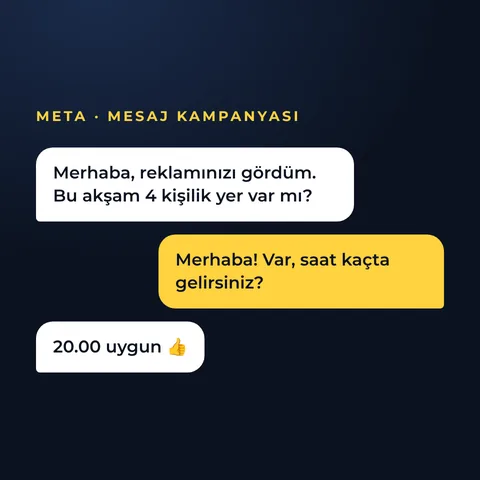 META · MESAJ KAMPANYASI
Merhaba, reklamınızı gördüm.
Bu akşam 4 kişilik yer var mı?
Merhaba! Var, saat kaçta
gelirsiniz?
20.00 uygun 👍